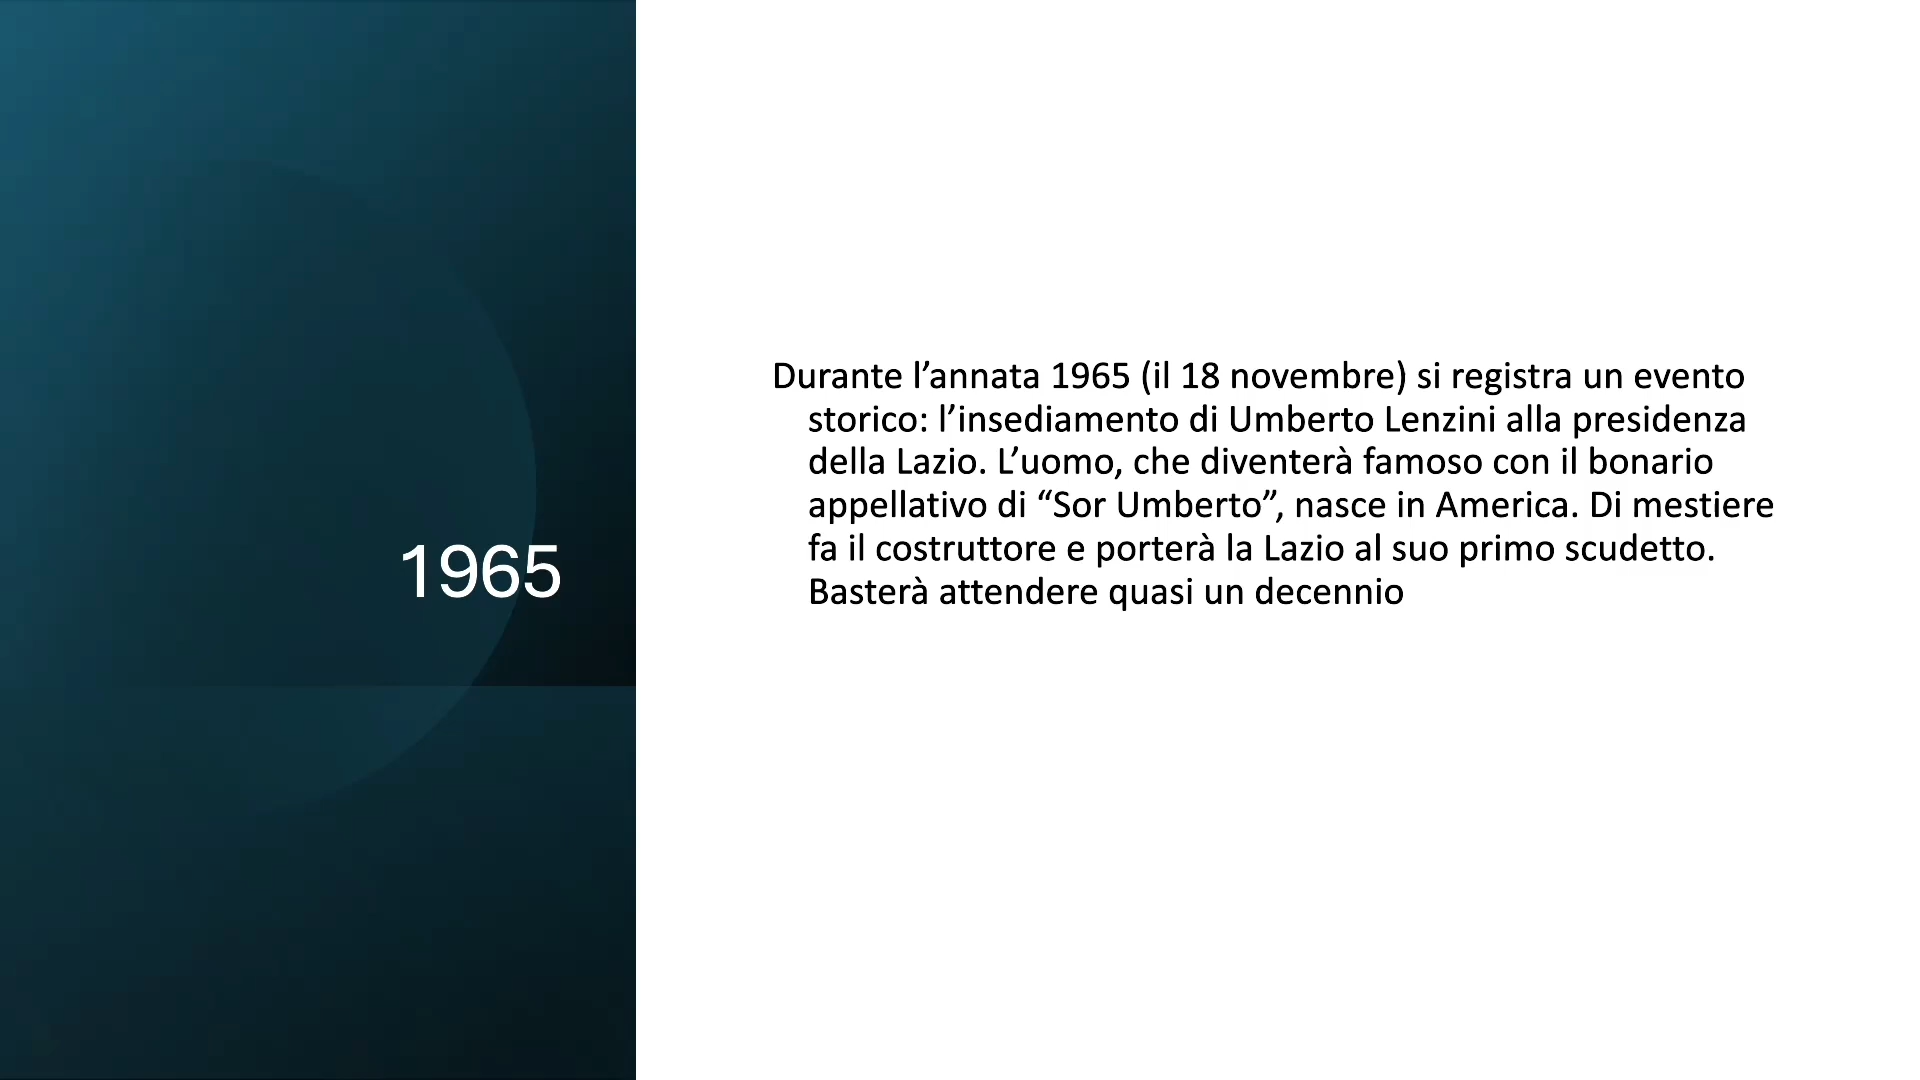 1965
Durante l’annata 1965 (il 18 novembre) si registra un evento
storico: l’insediamento di Umberto Lenzini alla presidenza
della Lazio. L’uomo, che diventerà famoso con il bonario
appellativo di “Sor Umberto”, nasce in America. Di mestiere
fa il costruttore e porterà la Lazio al suo primo scudetto.
Basterà attendere quasi un decennio